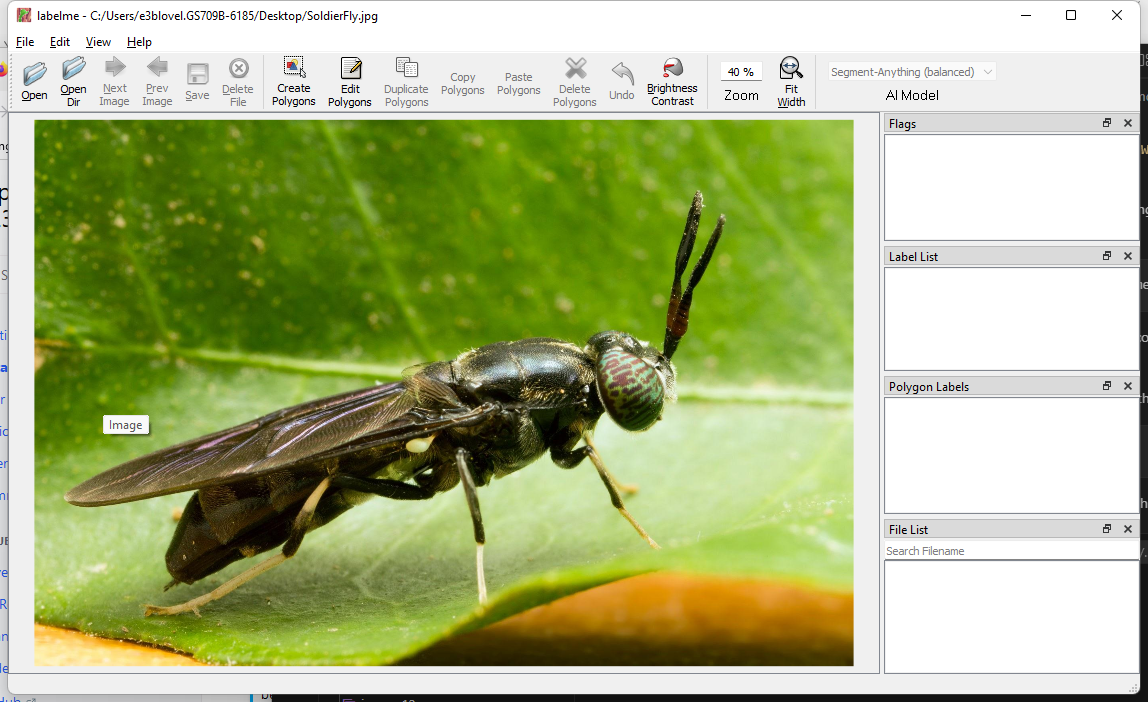 labelme - C:/Users/e3blovel.GS709B-6185/Desktop/SoldierFly.jpg
File Edit View Help
Open
Open Dir
Next Image
Prev Image
Save
Delete File
Create Polygons
Edit Polygons
Duplicate Polygons
Copy Polygons
Paste Polygons
Delete Polygons
Undo
Brightness Contrast
40 %
Zoom
Fit Width
Segment-Anything (balanced)
AI Model
Flags
Label List
Polygon Labels
File List
Search Filename
Image